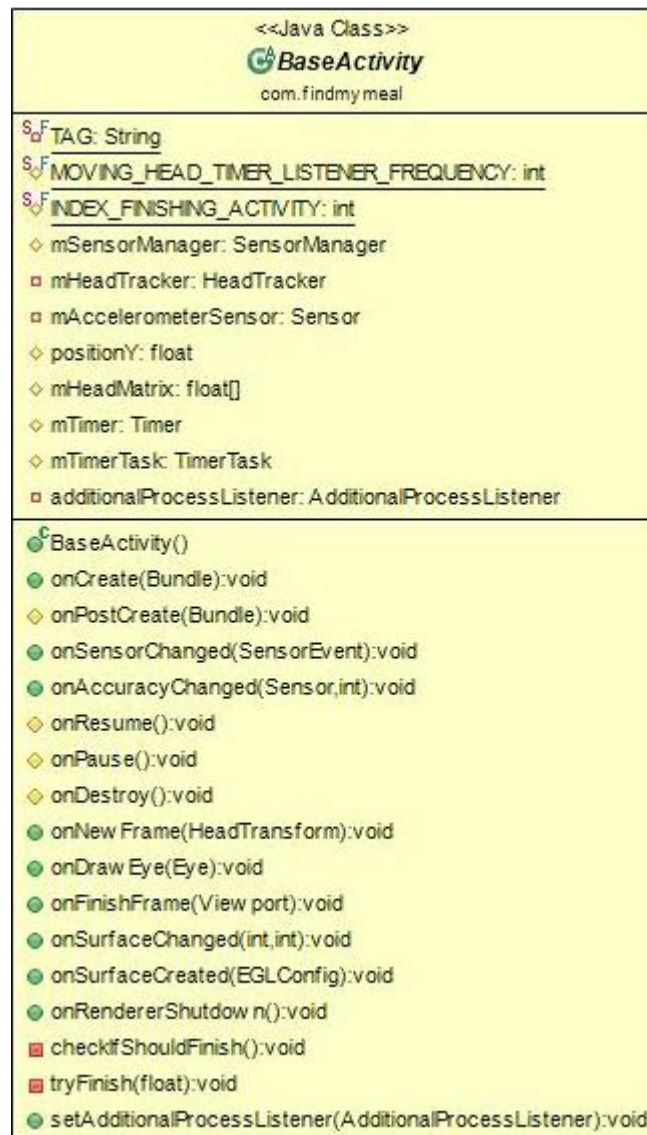 <<Java Class>>
BaseActivity
com.findmymeal
TAG: String
MOVING_HEAD_TIMER_LISTENER_FREQUENCY: int
INDEX_FINISHING_ACTIVITY: int
mSensorManager: SensorManager
mHeadTracker: HeadTracker
mAccelerometerSensor: Sensor
positionY: float
mHeadMatrix: float[]
mTimer: Timer
mTimerTask: TimerTask
additionalProcessListener: AdditionalProcessListener
BaseActivity()
onCreate(Bundle):void
onPostCreate(Bundle):void
onSensorChanged(SensorEvent):void
onAccuracyChanged(Sensor,int):void
onResume():void
onPause():void
onDestroy():void
onNewFrame(HeadTransform):void
onDrawEye(Eye):void
onFinishFrame(Viewport):void
onSurfaceChanged(int,int):void
onSurfaceCreated(EGLConfig):void
onRendererShutdown():void
checkIfShouldFinish():void
tryFinish(float):void
setAdditionalProcessListener(AdditionalProcessListener):void